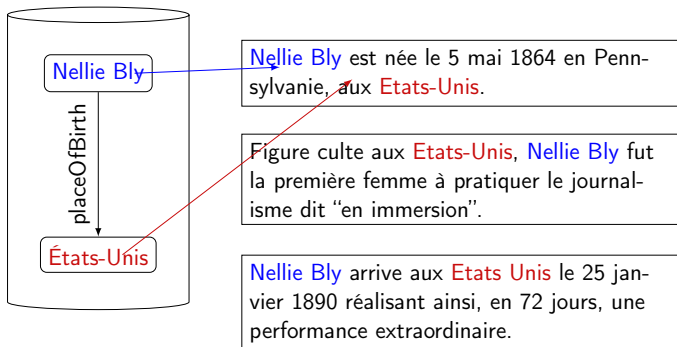 Nellie Bly
placeOfBirth
États-Unis
Nellie Bly est née le 5 mai 1864 en Penn-
sylvanie, aux Etats-Unis.
Figure culte aux Etats-Unis, Nellie Bly fut
la première femme à pratiquer le journal-
isme dit “en immersion”.
Nellie Bly arrive aux Etats Unis le 25 jan-
vier 1890 réalisant ainsi, en 72 jours, une
performance extraordinaire.